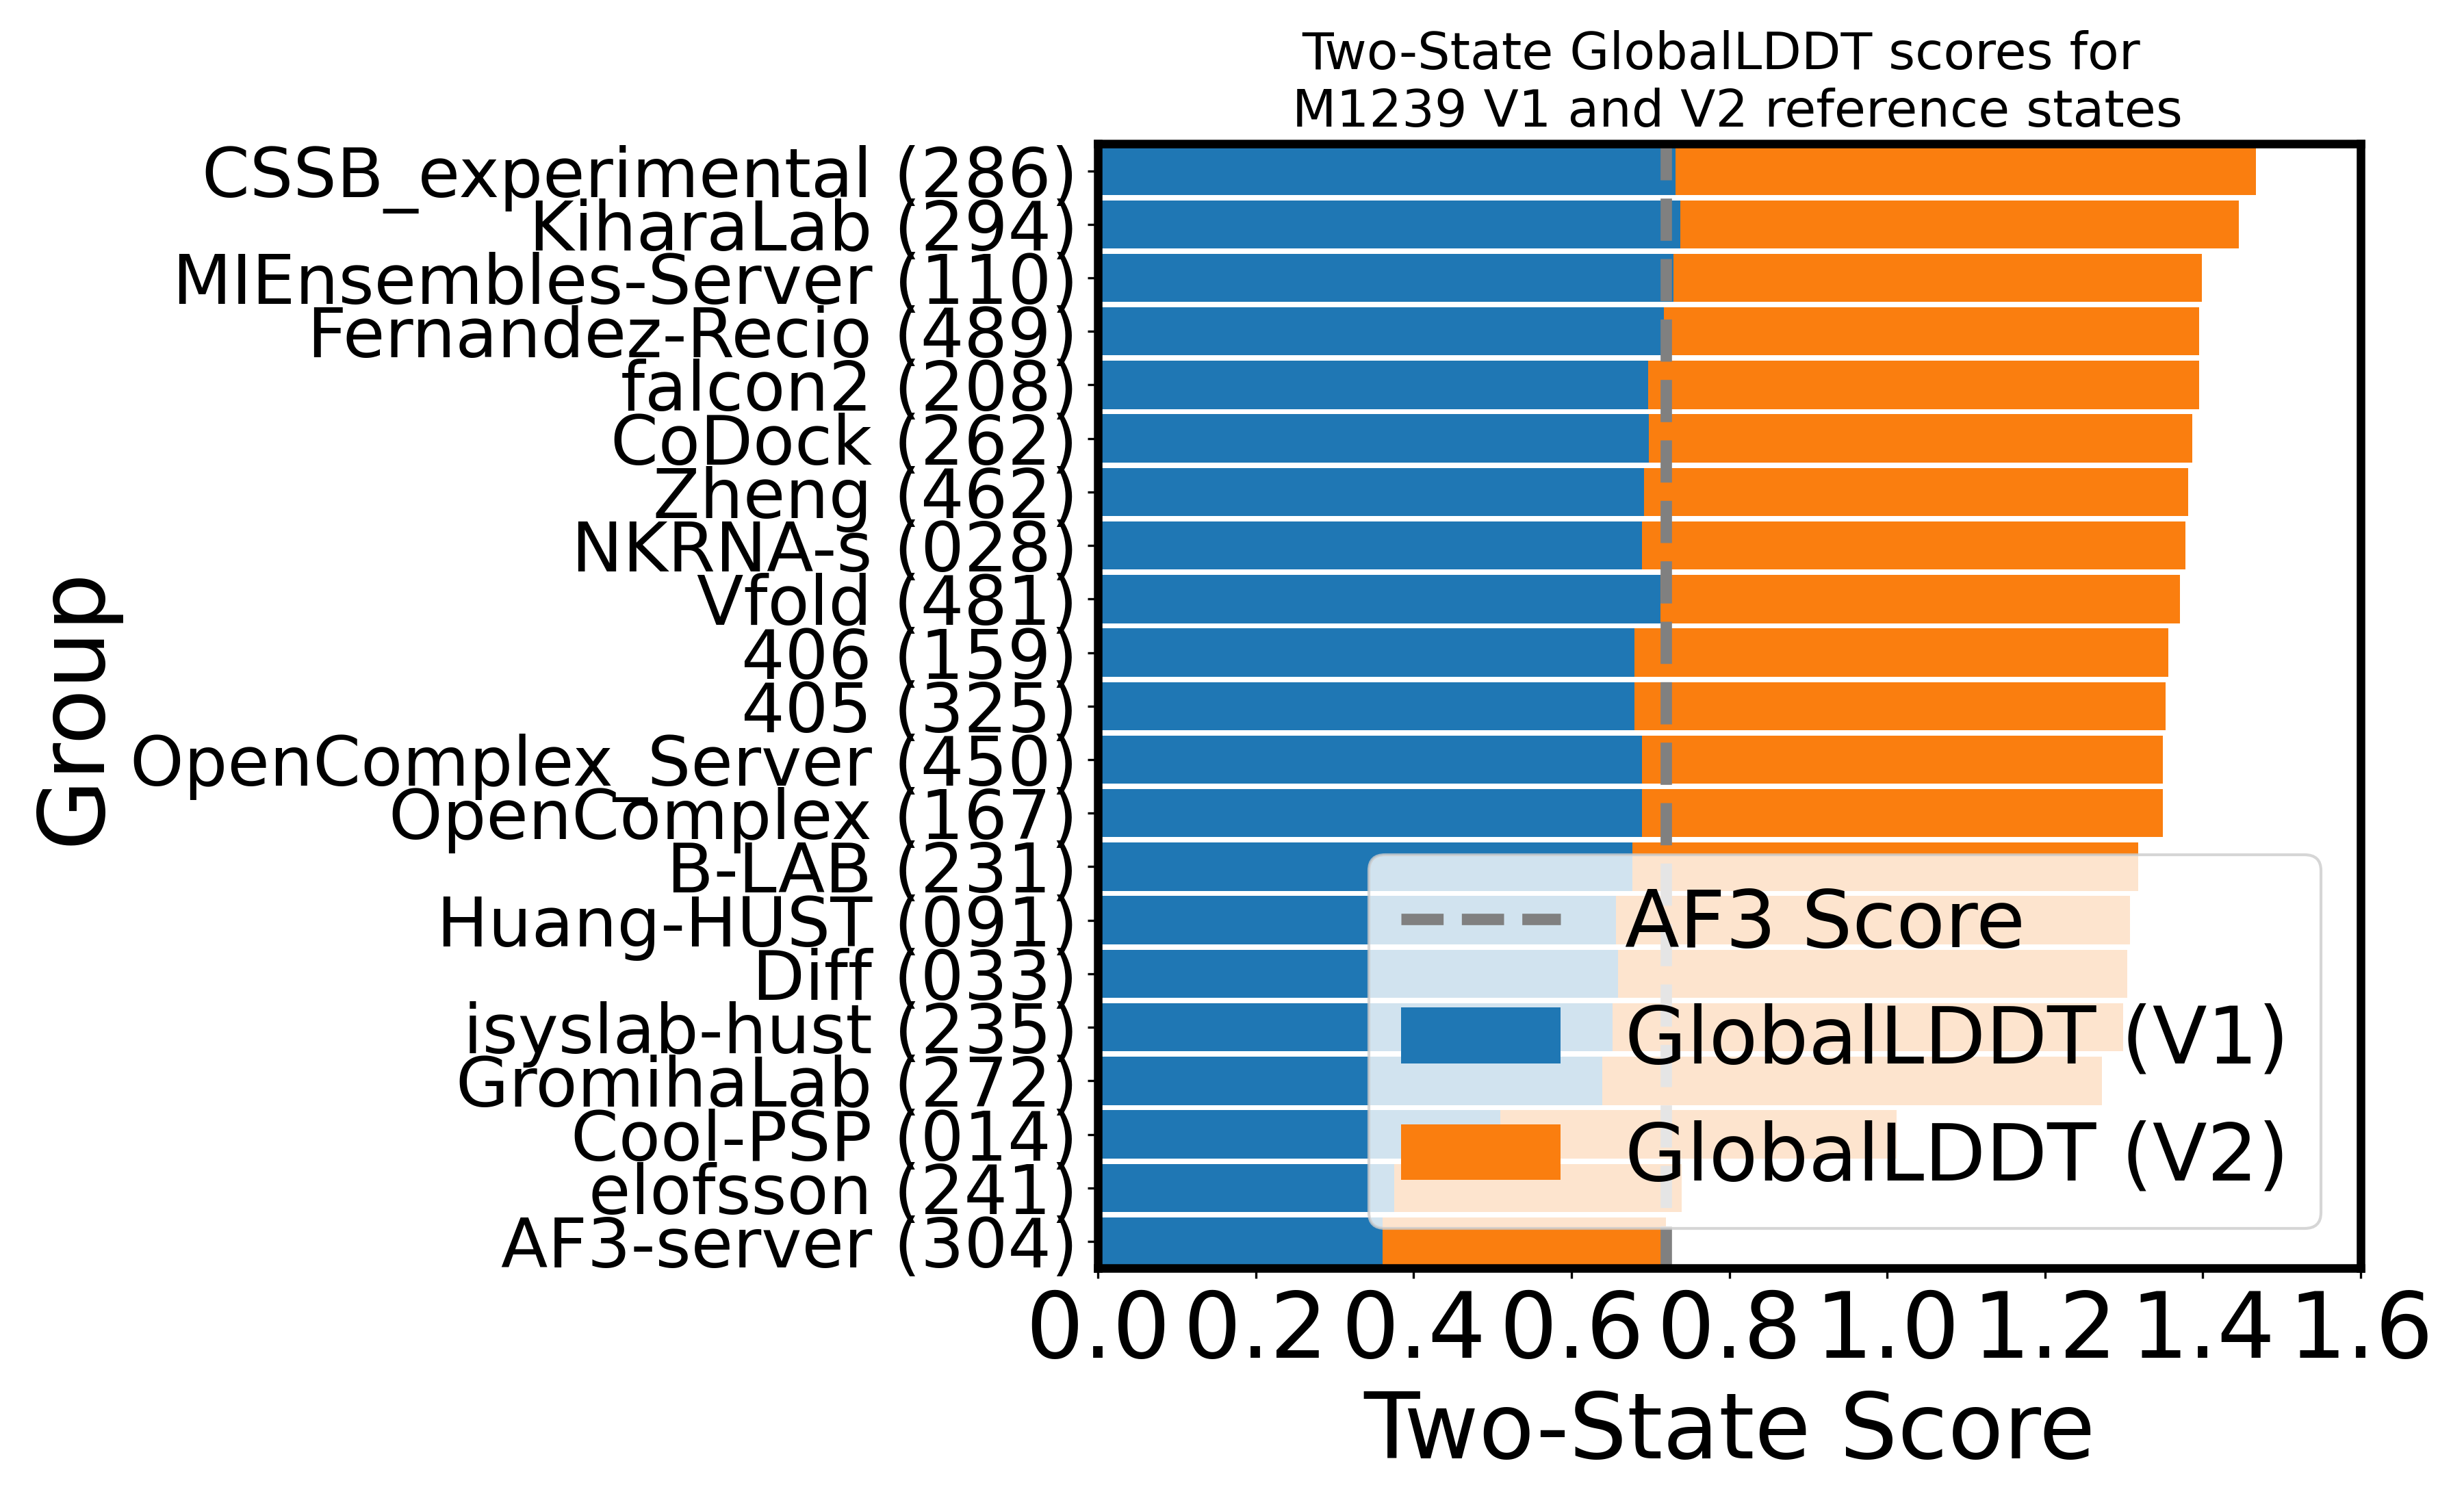 Two-State GlobalLDDT scores for
M1239 V1 and V2 reference states
Group
CSSB_experimental (286)
KiharaLab (294)
MIEnsembles-Server (110)
Fernandez-Recio (489)
falcon2 (208)
CoDock (262)
Zheng (462)
NKRNA-s (028)
Vfold (481)
406 (159)
405 (325)
OpenComplex_Server (450)
OpenComplex (167)
B-LAB (231)
Huang-HUST (091)
Diff (033)
isyslab-hust (235)
GromihaLab (272)
Cool-PSP (014)
elofsson (241)
AF3-server (304)
AF3 Score
GlobalLDDT (V1)
GlobalLDDT (V2)
0.0 0.2 0.4 0.6 0.8 1.0 1.2 1.4 1.6
Two-State Score